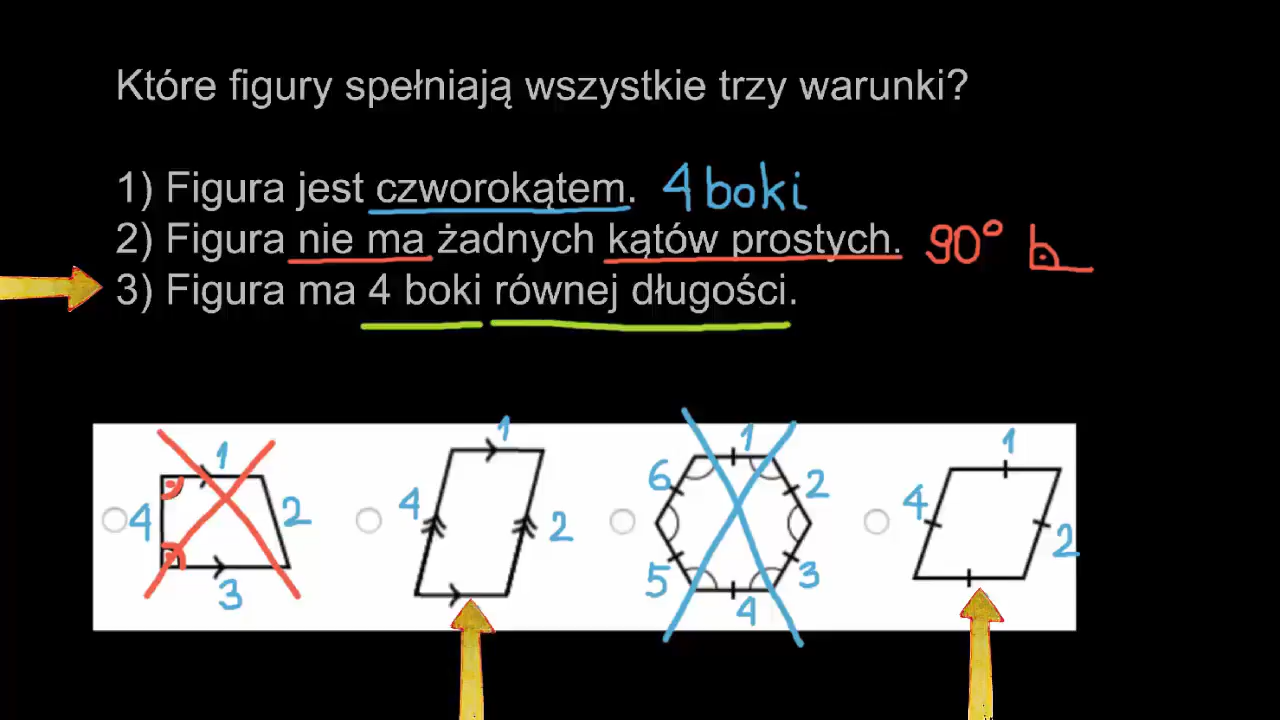 Które figury spełniają wszystkie trzy warunki?
1) Figura jest czworokątem. 4 boki
2) Figura nie ma żadnych kątów prostych. 90°
3) Figura ma 4 boki równej długości.
1 1 1 1
4 2 4 2 6 2 4 2
3 5 3
4